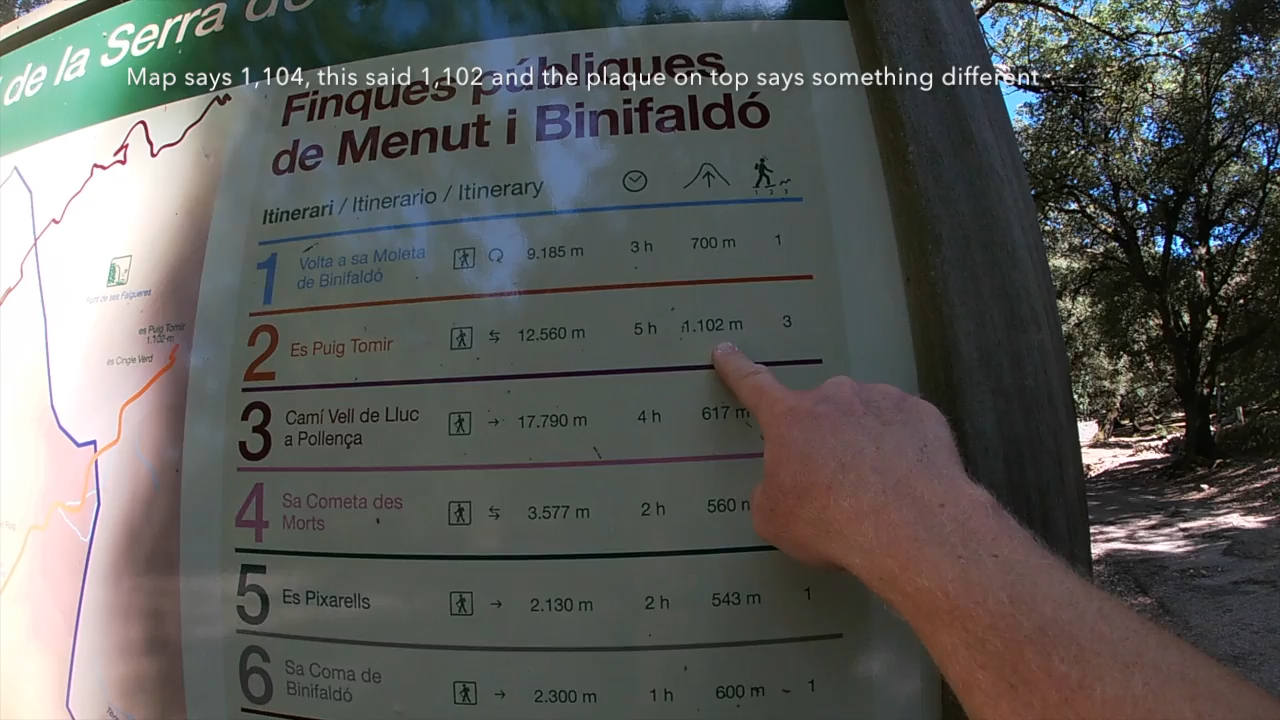 de la Serra de
Map says 1,104, this said 1,102 and the plaque on top says something different
Finques públiques
de Menut i Binifaldó
Itinerari / Itinerario / Itinerary
1 2 3
1 Volta a sa Moleta
de Binifaldó
9.185 m 3 h 700 m 1
2 Es Puig Tomir 12.560 m 5 h 1.102 m 3
3 Camí Vell de Lluc
a Pollença
17.790 m 4 h 617 m
4 Sa Cometa des
Morts
3.577 m 2 h 560
5 Es Pixarells 2.130 m 2 h 543 m 1
6 Sa Coma de
Binifaldó
2.300 m 1 h 600 m 1
es Puig Tomir
1.102 m
es Cingle Verd